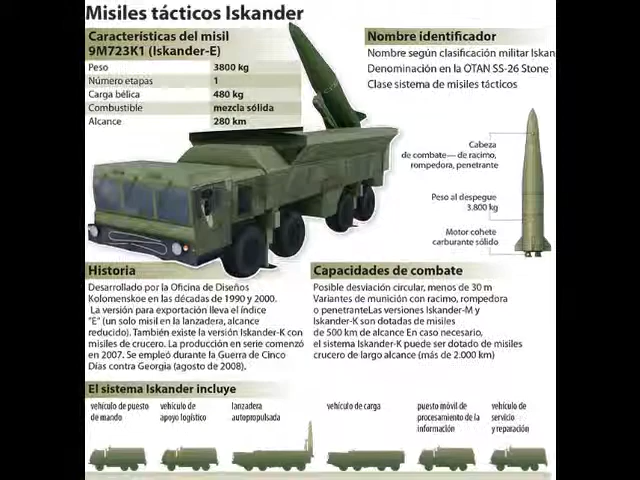 Misiles tácticos Iskander
Características del misil
9M723K1 (Iskander-E)
Peso 3800 kg
Número etapas 1
Carga bélica 480 kg
Combustible mezcla sólida
Alcance 280 km
Nombre identificador
Nombre según clasificación militar Iskan
Denominación en la OTAN SS-26 Stone
Clase sistema de misiles tácticos
Cabeza
de combate— de racimo,
rompedora, penetrante
Peso al despegue
3.800 kg
Motor cohete
carburante sólido
Historia
Desarrollado por la Oficina de Diseños
Kolomenskoe en las décadas de 1990 y 2000.
La versión para exportación lleva el índice
"E" (un solo misil en la lanzadera, alcance
reducido). También existe la versión Iskander-K con
misiles de crucero. La producción en serie comenzó
en 2007. Se empleó durante la Guerra de Cinco
Días contra Georgia (agosto de 2008).
Capacidades de combate
Posible desviación circular, menos de 30 m
Variantes de munición con racimo, rompedora
o penetranteLas versiones Iskander-M y
Iskander-K son dotadas de misiles
de 500 km de alcance En caso necesario,
el sistema Iskander-K puede ser dotado de misiles
crucero de largo alcance (más de 2.000 km)
El sistema Iskander incluye
vehículo de puesto
de mando
vehículo de
apoyo logístico
lanzadera
autopropulsada
vehículo de carga
puesto móvil de
procesamiento de la
información
vehículo de
servicio
y reparación